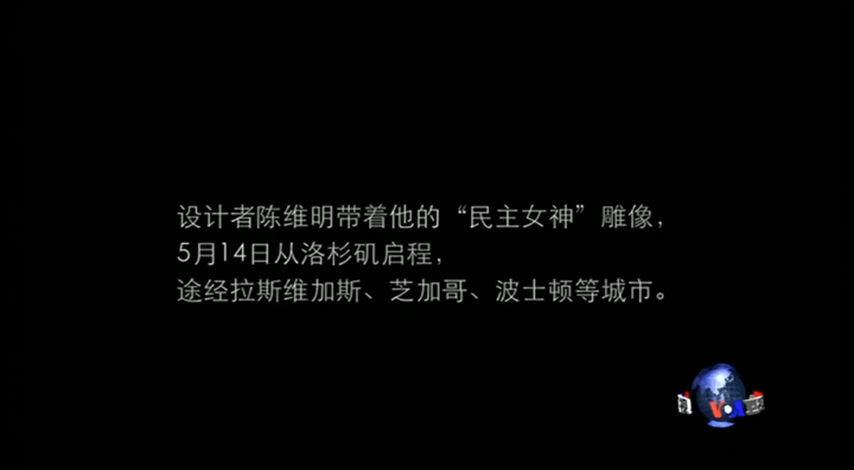 设计者陈维明带着他的“民主女神”雕像，
5月14日从洛杉矶启程，
途经拉斯维加斯、芝加哥、波士顿等城市。
VOA